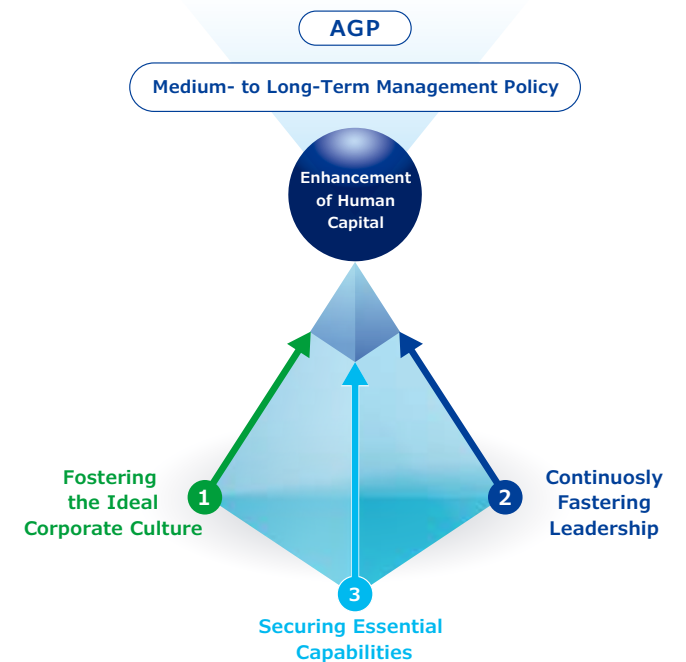 AGP
Medium- to Long-Term Management Policy
Enhancement
of Human
Capital
Fostering
the Ideal
Corporate Culture
1
2
Continuosly
Fastering
Leadership
3
Securing Essential
Capabilities